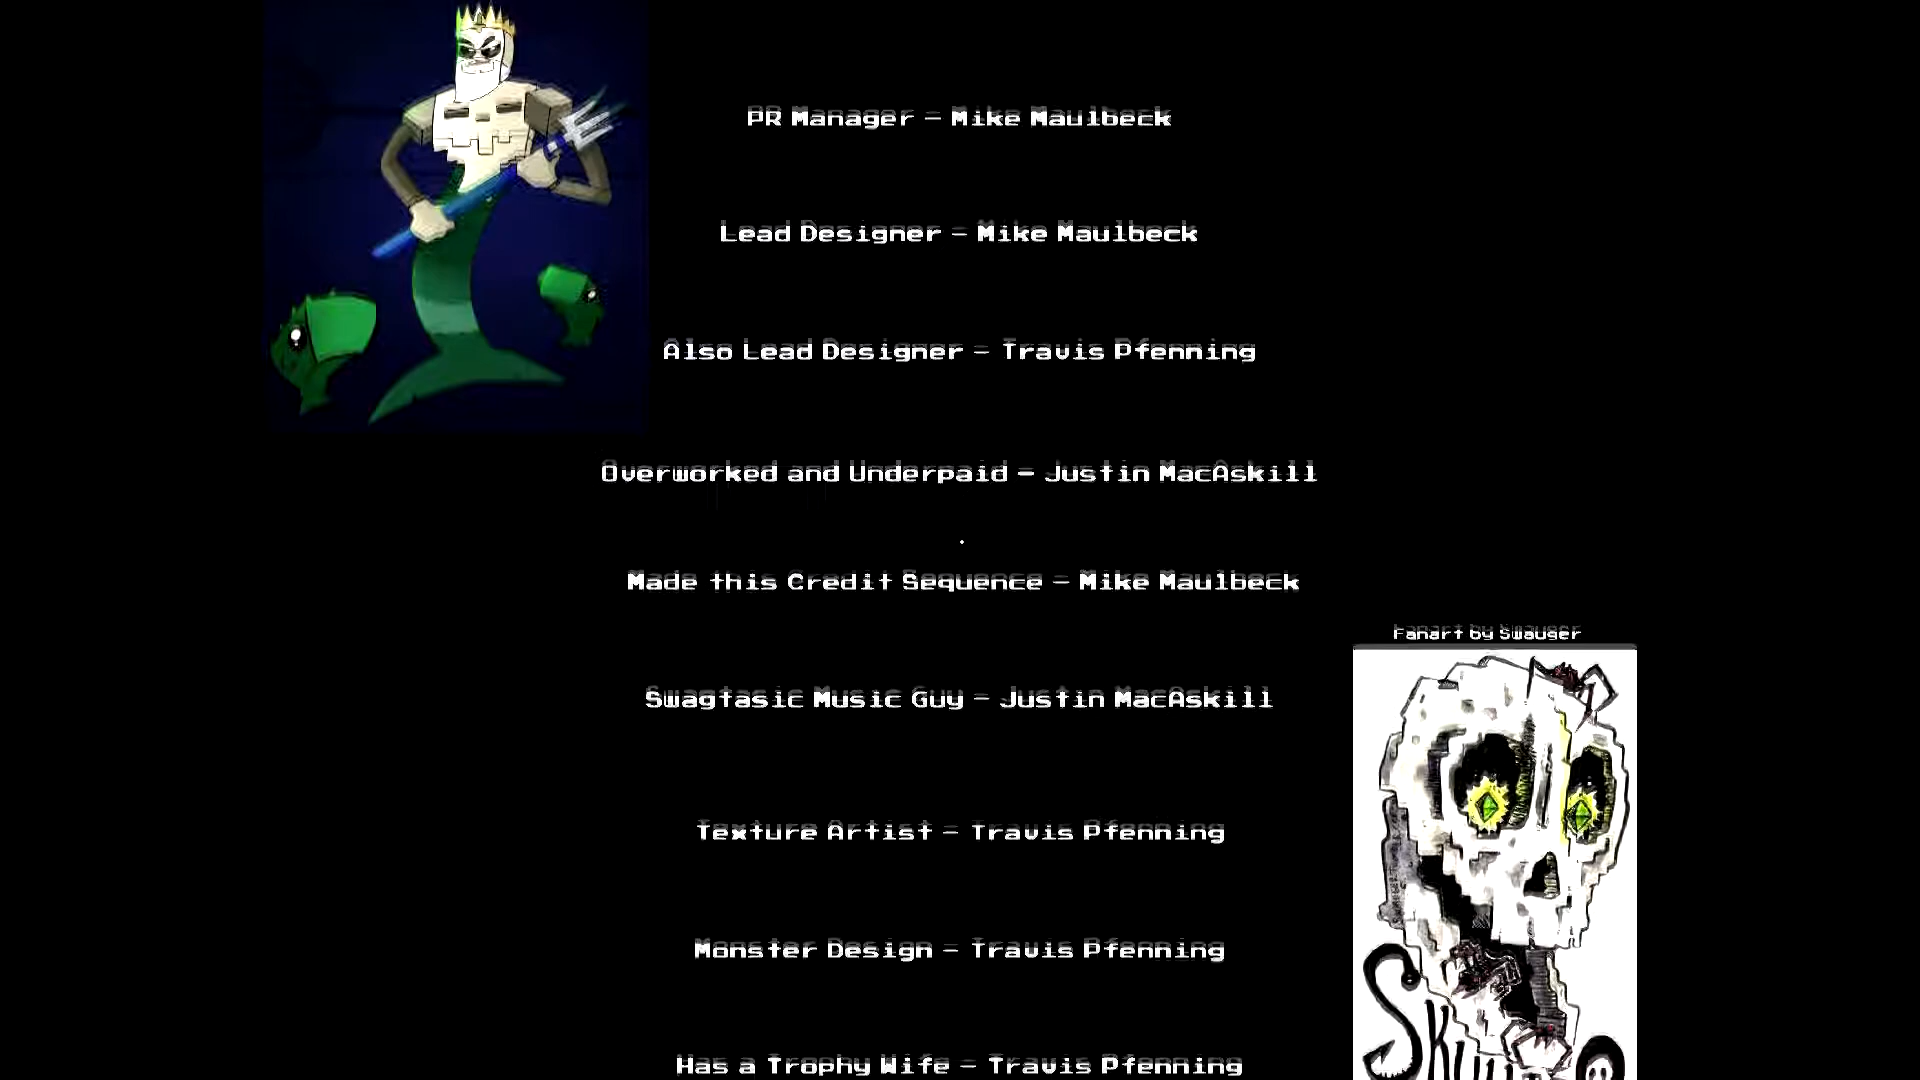 PR Manager - Mike Maulbeck
Lead Designer - Mike Maulbeck
Also Lead Designer - Travis Pfenning
Overworked and Underpaid - Justin MacAskill
Made this Credit Sequence - Mike Maulbeck
Fanart by Swauger
Swagtasic Music Guy - Justin MacAskill
Texture Artist - Travis Pfenning
Monster Design - Travis Pfenning
Has a Trophy Wife - Travis Pfenning